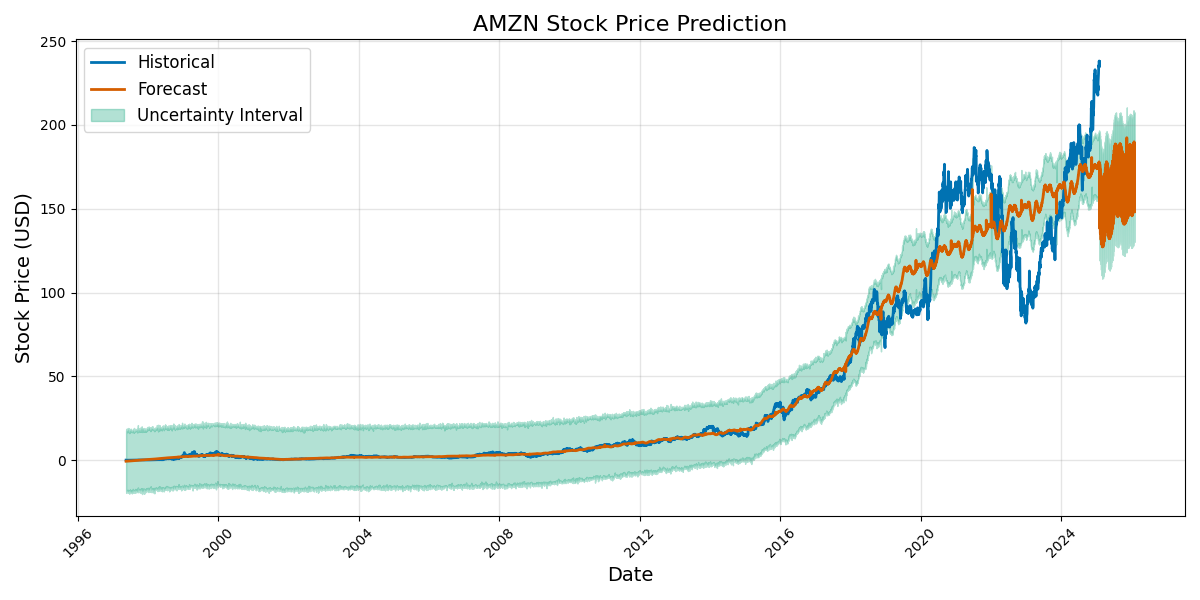 AMZN Stock Price Prediction
Historical
Forecast
Uncertainty Interval
Stock Price (USD)
250
200
150
100
50
0
1996
2000
2004
2008
2012
2016
2020
2024
Date